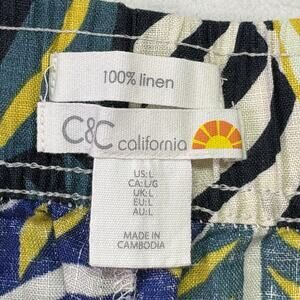 100% linen
C&C california
US: L
CA: L/G
UK: L
EU: L
AU: L
MADE IN
CAMBODIA